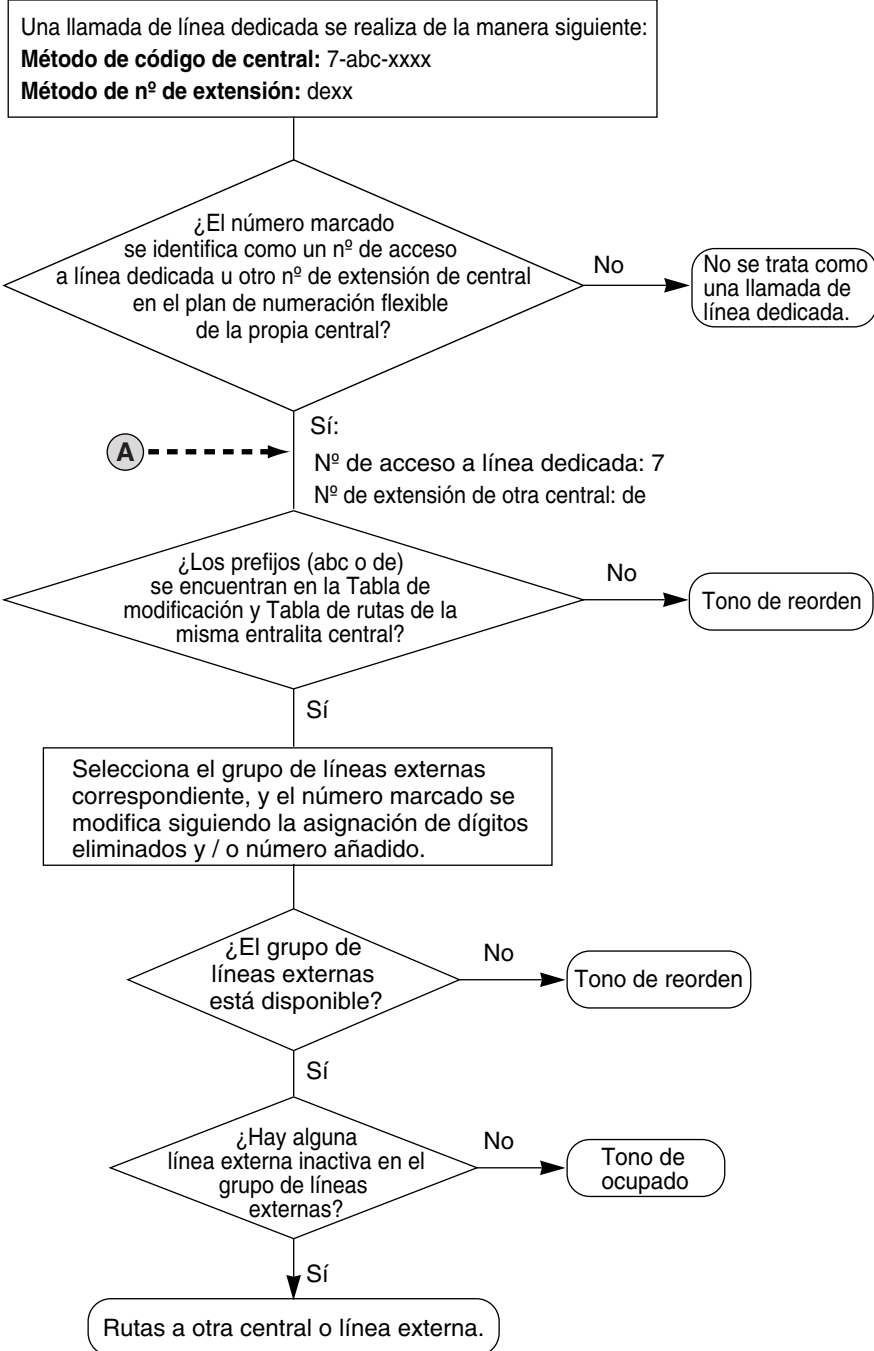 Una llamada de línea dedicada se realiza de la manera siguiente:
Método de código de central: 7-abc-xxxx
Método de nº de extensión: dexx
¿El número marcado
se identifica como un nº de acceso
a línea dedicada u otro nº de extensión de central
en el plan de numeración flexible
de la propia central?
No
No se trata como
una llamada de
línea dedicada.
Sí:
A
Nº de acceso a línea dedicada: 7
Nº de extensión de otra central: de
¿Los prefijos (abc o de)
se encuentran en la Tabla de
modificación y Tabla de rutas de la
misma entralita central?
No
Tono de reorden
Sí
Selecciona el grupo de líneas externas
correspondiente, y el número marcado se
modifica siguiendo la asignación de dígitos
eliminados y / o número añadido.
¿El grupo de
líneas externas
está disponible?
No
Tono de reorden
Sí
¿Hay alguna
línea externa inactiva en el
grupo de líneas
externas?
No
Tono de
ocupado
Sí
Rutas a otra central o línea externa.